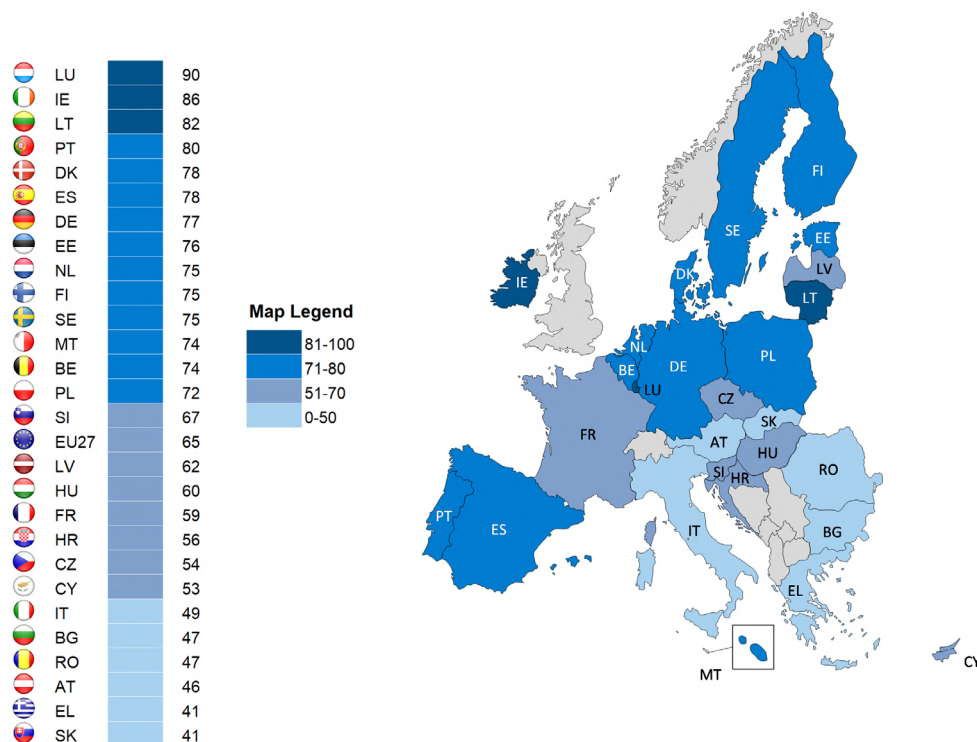 LU 90
IE 86
LT 82
PT 80
DK 78
ES 78
DE 77
EE 76
NL 75
FI 75
SE 75
MT 74
BE 74
PL 72
SI 67
EU27 65
LV 62
HU 60
FR 59
HR 56
CZ 54
CY 53
IT 49
BG 47
RO 47
AT 46
EL 41
SK 41
Map Legend
81-100
71-80
51-70
0-50
FI
SE
EE
LV
LT
DK
IE
NL
BE
LU
DE
PL
CZ
SK
FR
AT
HU
SI
HR
RO
PT
ES
IT
BG
EL
MT
CY